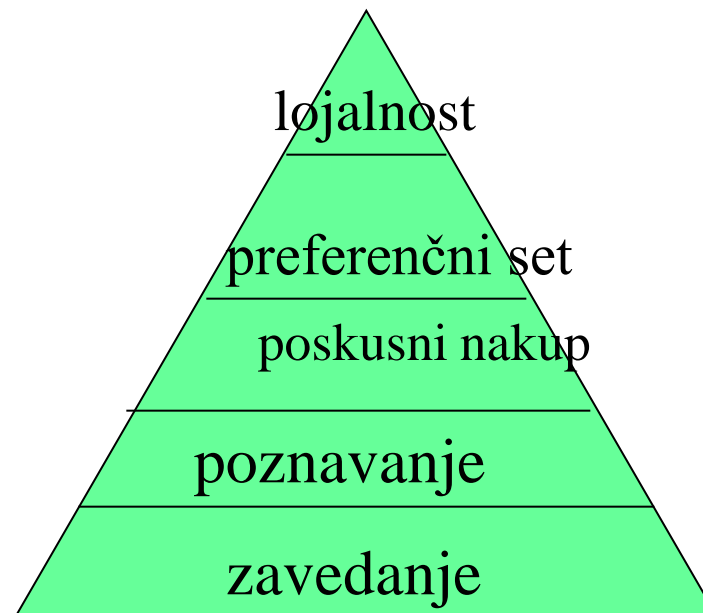 lojalnost
preferenčni set
poskusni nakup
poznavanje
zavedanje